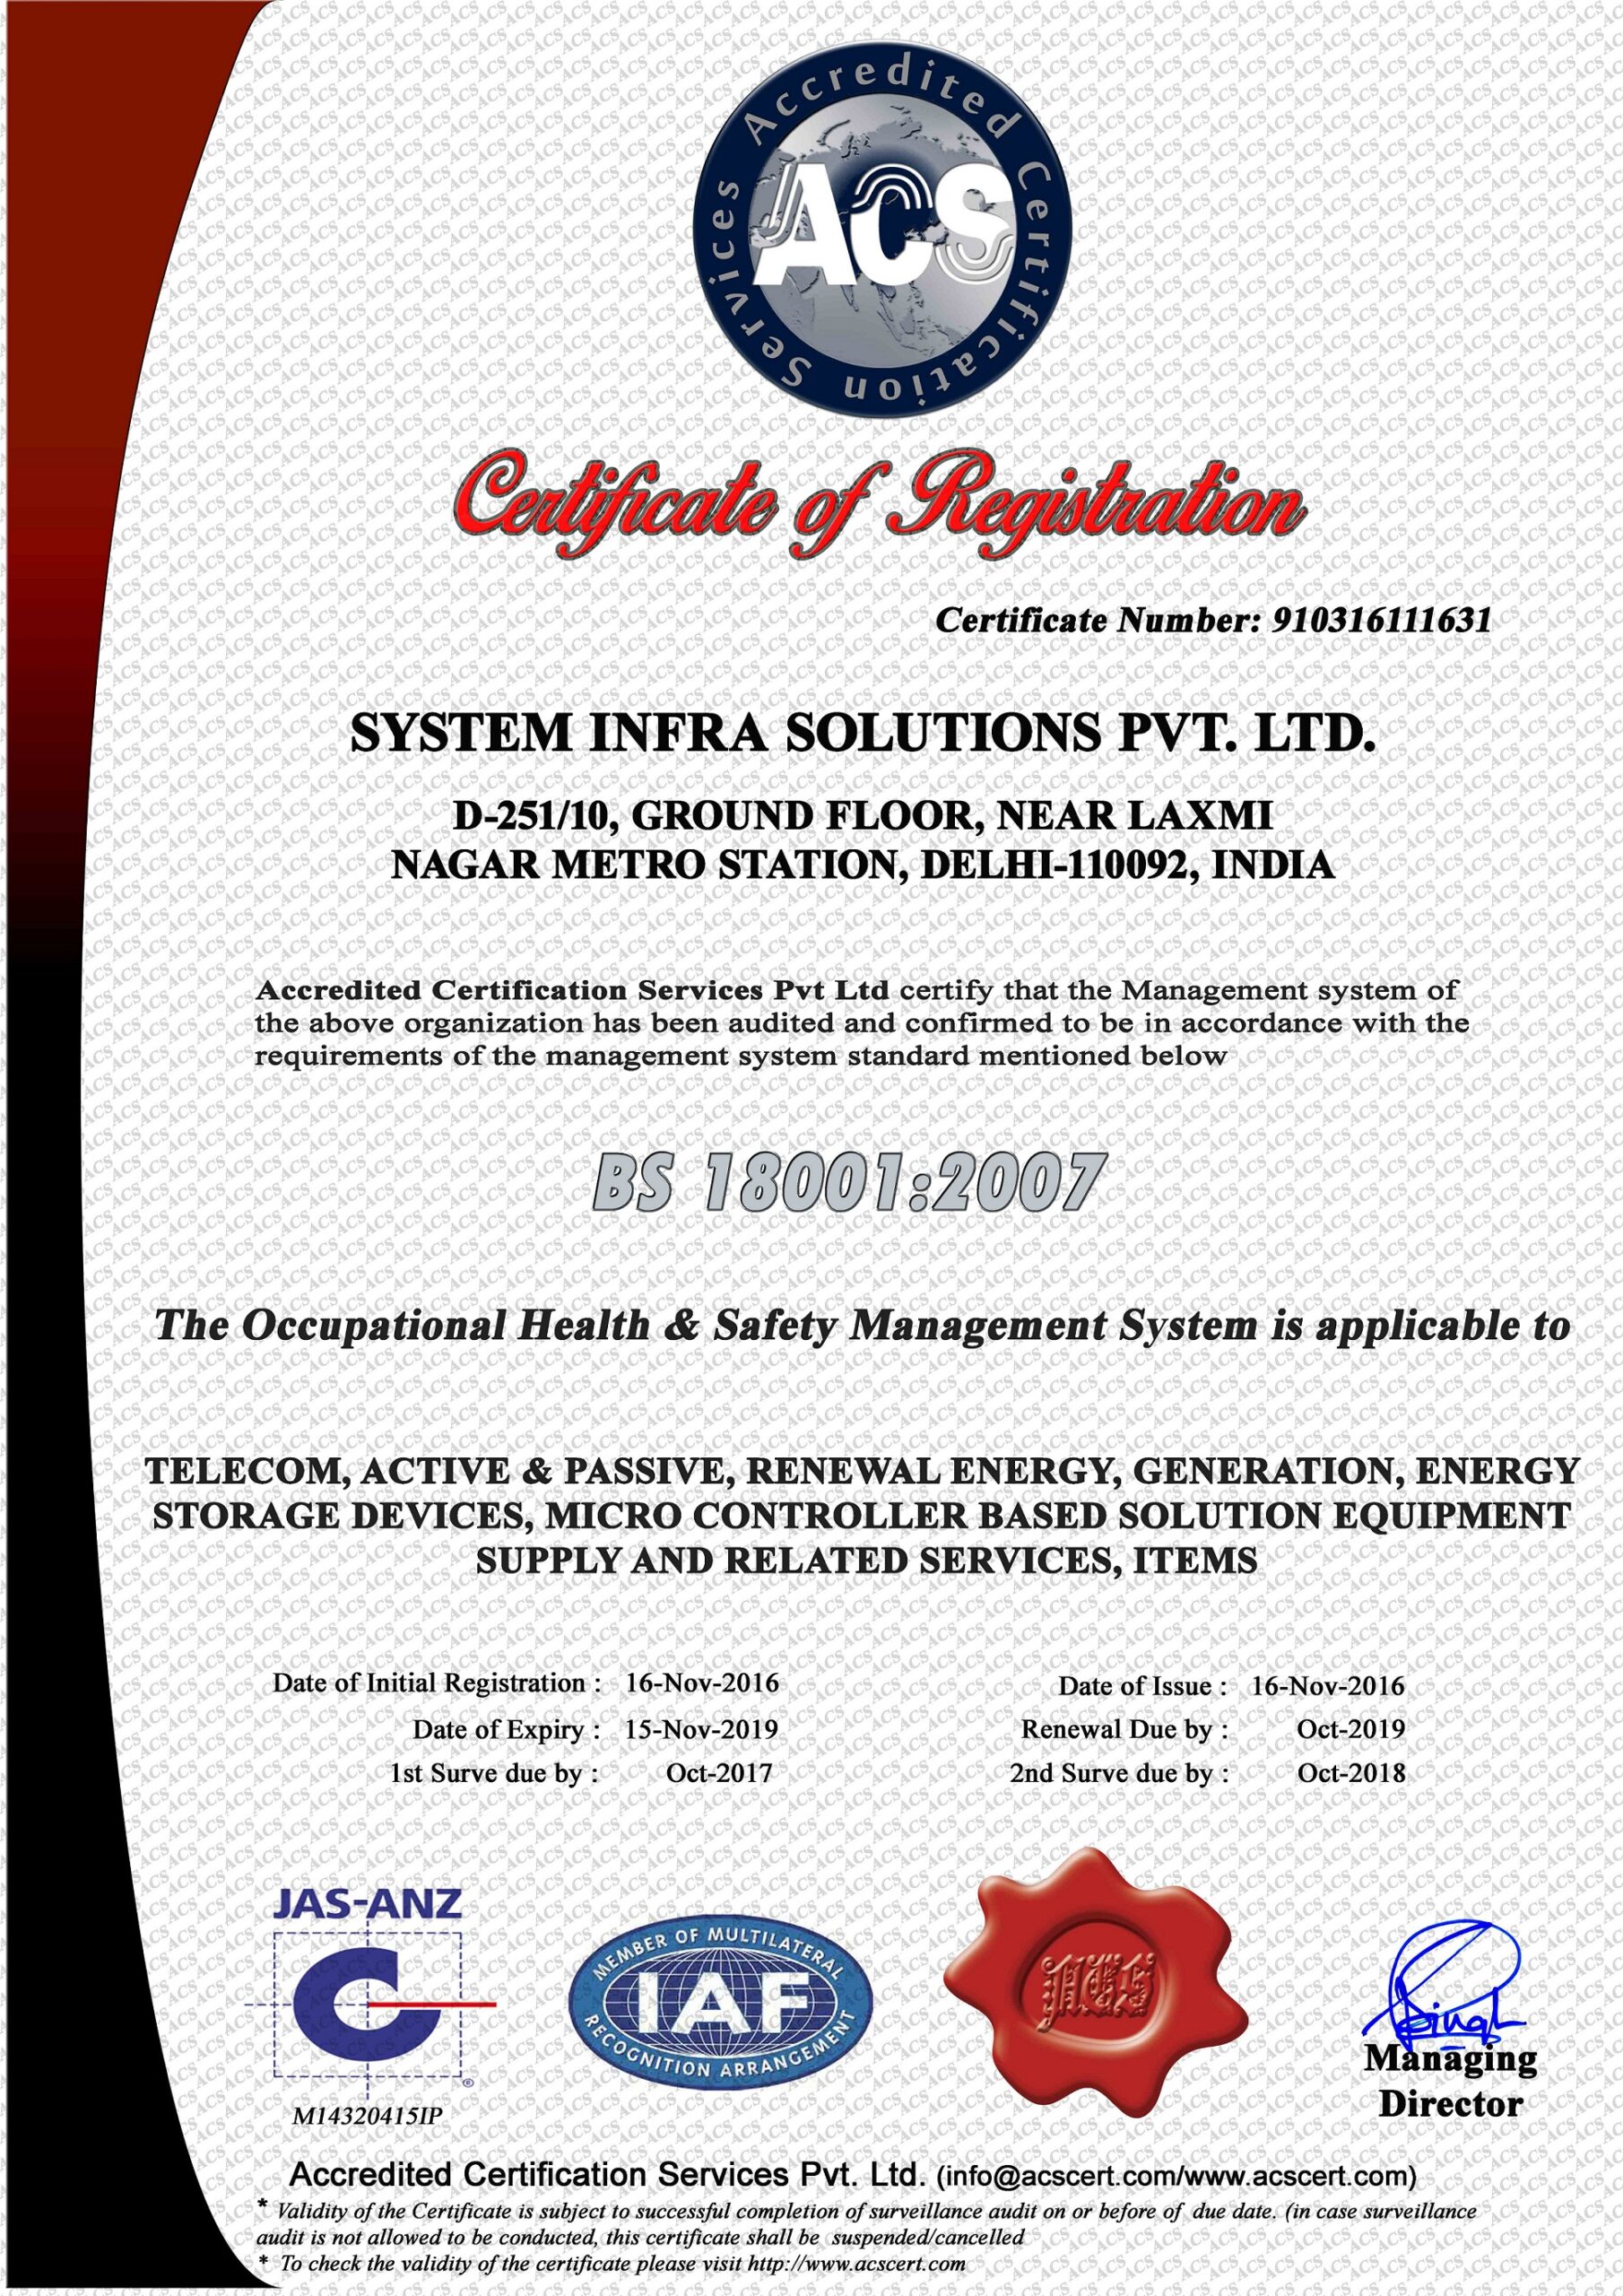 Accredited Certification Services
ACS
Certificate of Registration
Certificate Number: 910316111631
SYSTEM INFRA SOLUTIONS PVT. LTD.
D-251/10, GROUND FLOOR, NEAR LAXMI
NAGAR METRO STATION, DELHI-110092, INDIA
Accredited Certification Services Pvt Ltd certify that the Management system of
the above organization has been audited and confirmed to be in accordance with the
requirements of the management system standard mentioned below
BS 18001:2007
The Occupational Health & Safety Management System is applicable to
TELECOM, ACTIVE & PASSIVE, RENEWAL ENERGY, GENERATION, ENERGY
STORAGE DEVICES, MICRO CONTROLLER BASED SOLUTION EQUIPMENT
SUPPLY AND RELATED SERVICES, ITEMS
Date of Initial Registration : 16-Nov-2016
Date of Issue : 16-Nov-2016
Date of Expiry : 15-Nov-2019
Renewal Due by : Oct-2019
1st Surve due by : Oct-2017
2nd Surve due by : Oct-2018
JAS-ANZ
®
M14320415IP
MEMBER OF MULTILATERAL
IAF
RECOGNITION ARRANGEMENT
ACS
Singh
Managing
Director
Accredited Certification Services Pvt. Ltd. (info@acscert.com/www.acscert.com)
* Validity of the Certificate is subject to successful completion of surveillance audit on or before of due date. (in case surveillance
audit is not allowed to be conducted, this certificate shall be suspended/cancelled
* To check the validity of the certificate please visit http://www.acscert.com